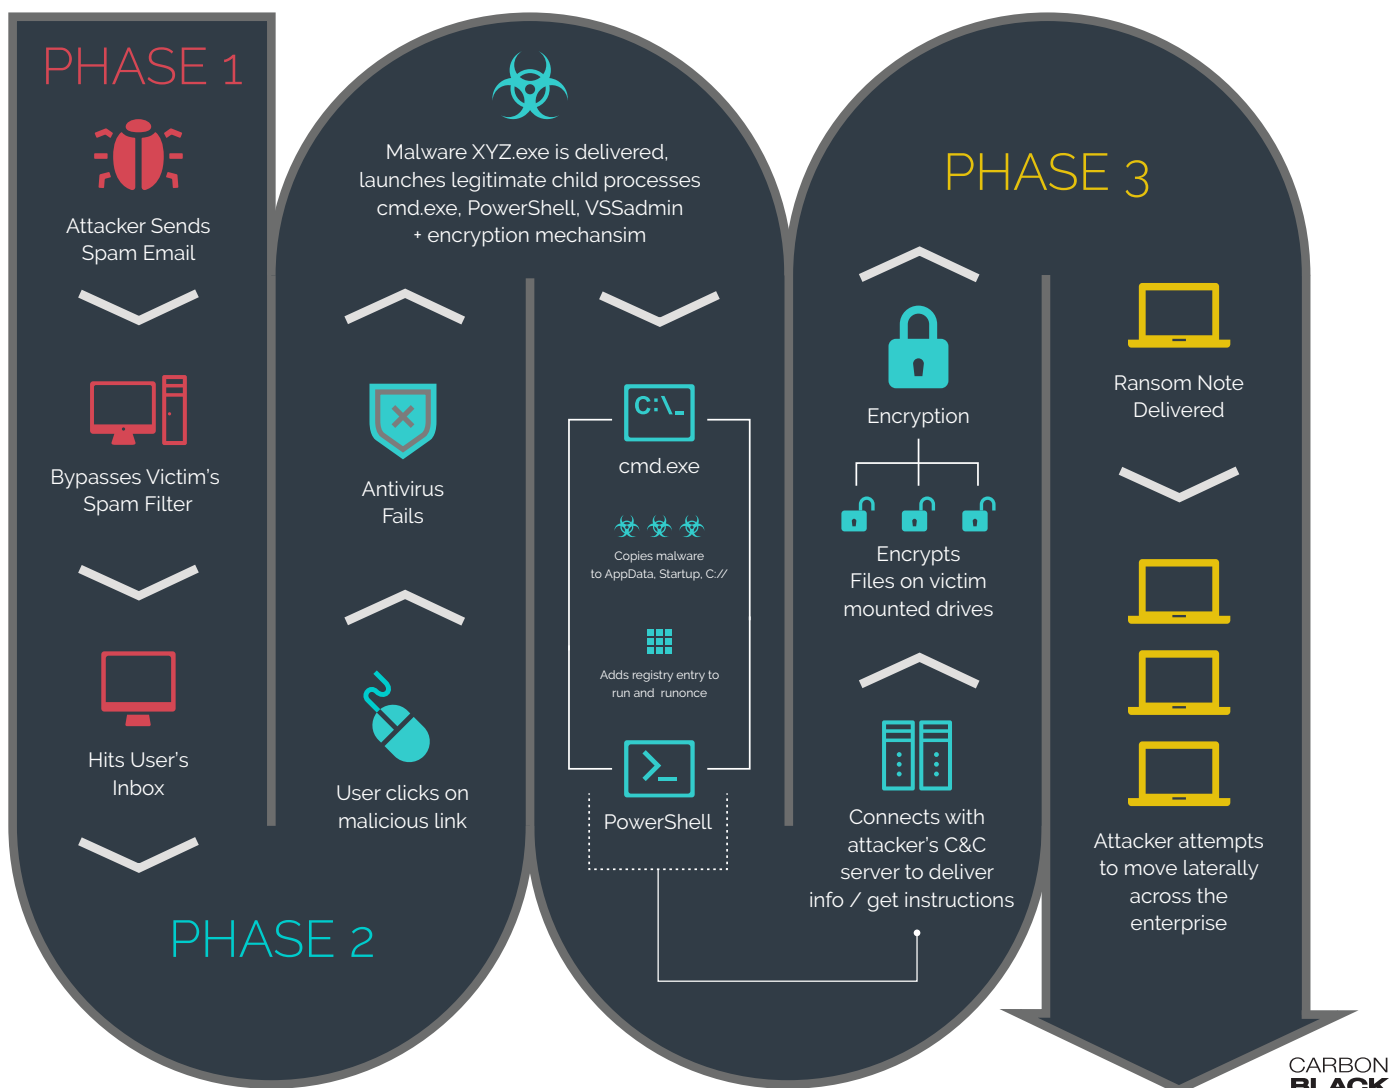 PHASE 1
Attacker Sends
Spam Email
Bypasses Victim's
Spam Filter
Hits User's
Inbox
PHASE 2
User clicks on
malicious link
Antivirus
Fails
Malware XYZ.exe is delivered,
launches legitimate child processes
cmd.exe, PowerShell, VSSadmin
+ encryption mechansim
C:\_
cmd.exe
Copies malware
to AppData, Startup, C://
Adds registry entry to
run and runonce
PowerShell
Connects with
attacker's C&C
server to deliver
info / get instructions
Encrypts
Files on victim
mounted drives
Encryption
PHASE 3
Ransom Note
Delivered
Attacker attempts
to move laterally
across the
enterprise
CARBON
BLACK